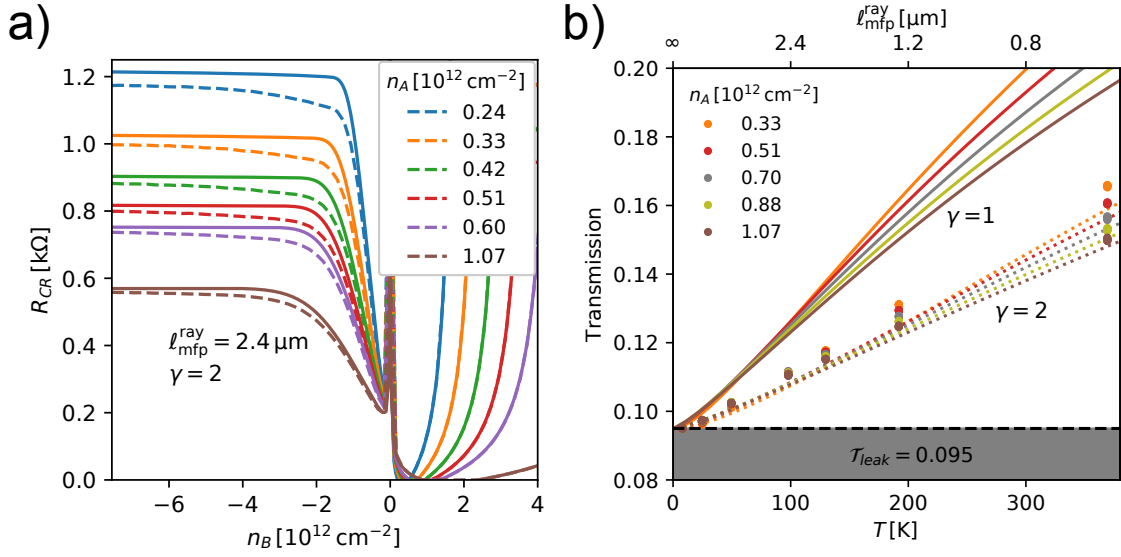 a)
1.2
1.0
0.8
0.6
0.4
0.2
0.0
R_CR [kΩ]
n_A [10^12 cm^−2]
0.24
0.33
0.42
0.51
0.60
1.07
ℓ_mfp^ray = 2.4 μm
γ = 2
−6
−4
−2
0
2
4
n_B [10^12 cm^−2]
b)
ℓ_mfp^ray [μm]
∞
2.4
1.2
0.8
0.20
0.18
0.16
0.14
0.12
0.10
0.08
Transmission
n_A [10^12 cm^−2]
0.33
0.51
0.70
0.88
1.07
γ = 1
γ = 2
𝒯_leak = 0.095
0
100
200
300
T [K]